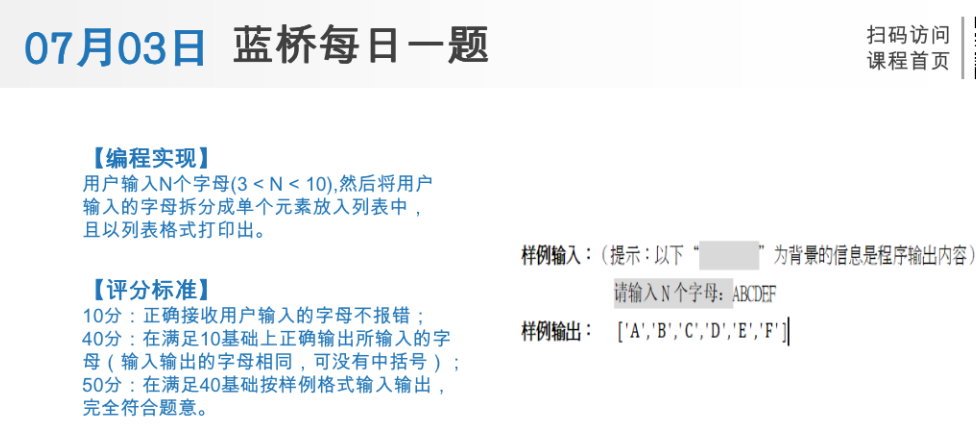 07月03日 蓝桥每日一题
扫码访问
课程首页
【编程实现】
用户输入N个字母(3 < N < 10),然后将用户
输入的字母拆分成单个元素放入列表中，
且以列表格式打印出。
【评分标准】
10分：正确接收用户输入的字母不报错；
40分：在满足10基础上正确输出所输入的字
母（输入输出的字母相同，可没有中括号）；
50分：在满足40基础按样例格式输入输出，
完全符合题意。
样例输入：（提示：以下“ ”为背景的信息是程序输出内容）
请输入 N 个字母：ABCDEF
样例输出： ['A','B','C','D','E','F']